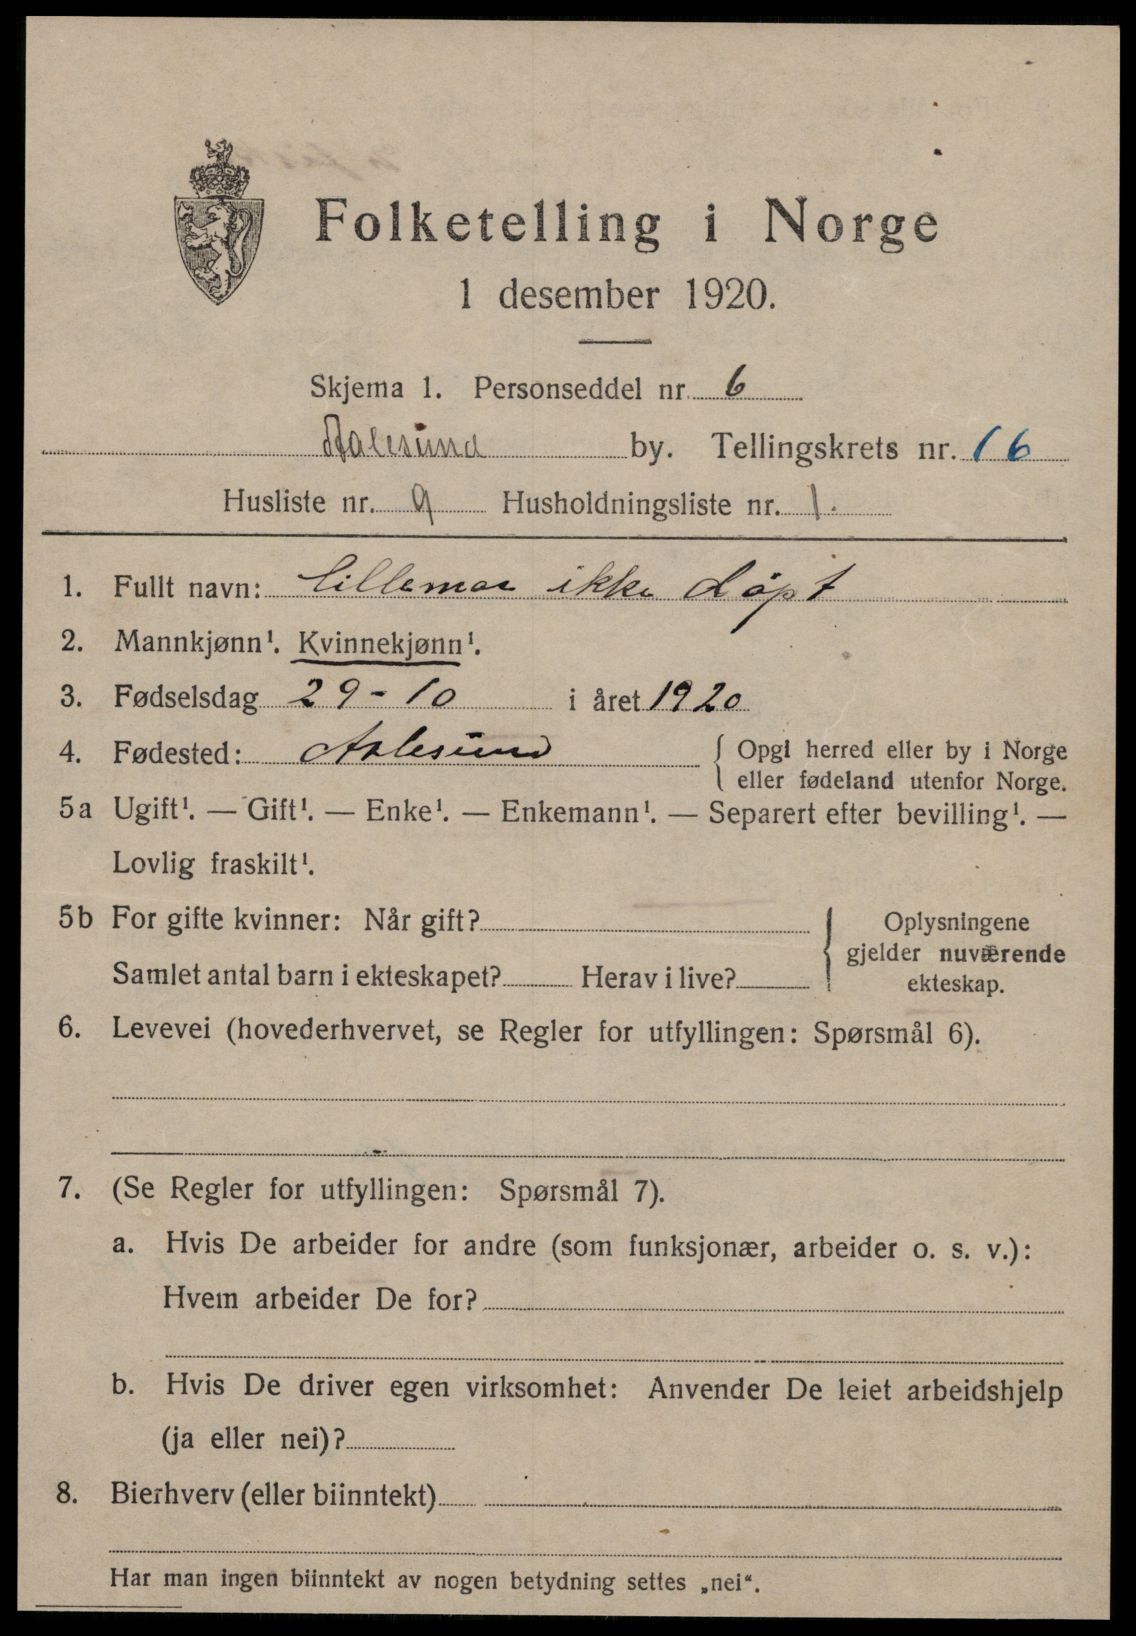 Folketelling i Norge
1 desember 1920.
Skjema 1. Personseddel nr. 6
Aalesund by. Tellingskrets nr. 16
Husliste nr. 9 Husholdningsliste nr. 1.
1. Fullt navn: Lillemor ikke døpt
2. Mannkjønn¹. Kvinnekjønn¹.
3. Fødselsdag 29-10 i året 1920
4. Fødested: Aalesund { Opgi herred eller by i Norge
eller fødeland utenfor Norge.
5a Ugift¹. — Gift¹. — Enke¹. — Enkemann¹. — Separert efter bevilling¹. —
Lovlig fraskilt¹.
5b For gifte kvinner: Når gift? { Oplysningene
gjelder nuværende
Samlet antal barn i ekteskapet? Herav i live? ekteskap.
6. Levevei (hovederhvervet, se Regler for utfyllingen: Spørsmål 6).
7. (Se Regler for utfyllingen: Spørsmål 7).
a. Hvis De arbeider for andre (som funksjonær, arbeider o. s. v.):
Hvem arbeider De for?
b. Hvis De driver egen virksomhet: Anvender De leiet arbeidshjelp
(ja eller nei)?
8. Bierhverv (eller biinntekt)
Har man ingen biinntekt av nogen betydning settes „nei“.